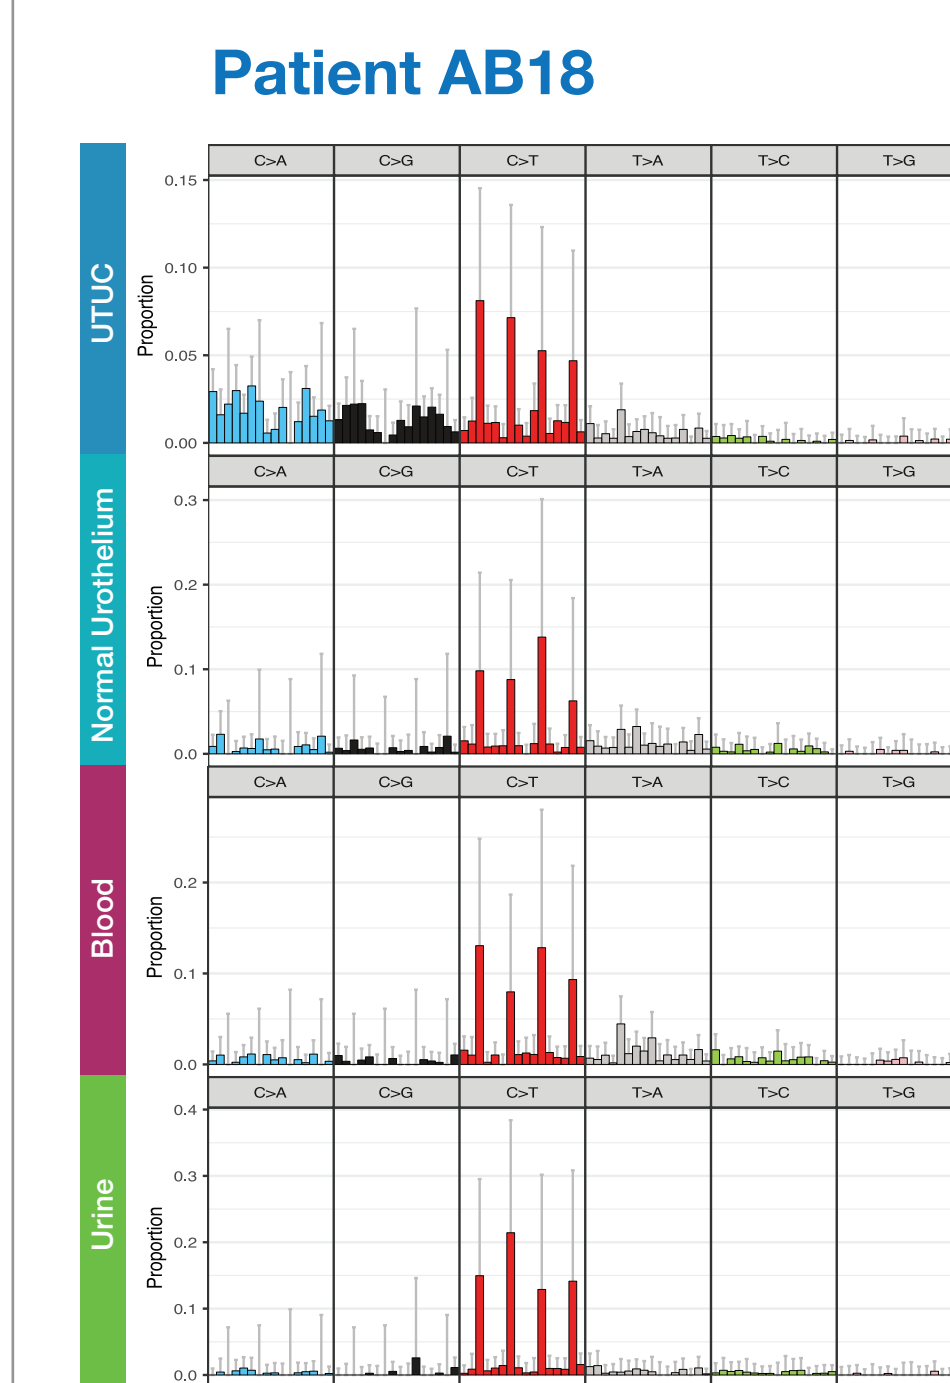 Patient AB18
UTUC
Proportion
C>A C>G C>T T>A T>C T>G
0.15
0.10
0.05
0.00
Normal Urothelium
Proportion
C>A C>G C>T T>A T>C T>G
0.3
0.2
0.1
0.0
Blood
Proportion
C>A C>G C>T T>A T>C T>G
0.2
0.1
0.0
Urine
Proportion
C>A C>G C>T T>A T>C T>G
0.4
0.3
0.2
0.1
0.0